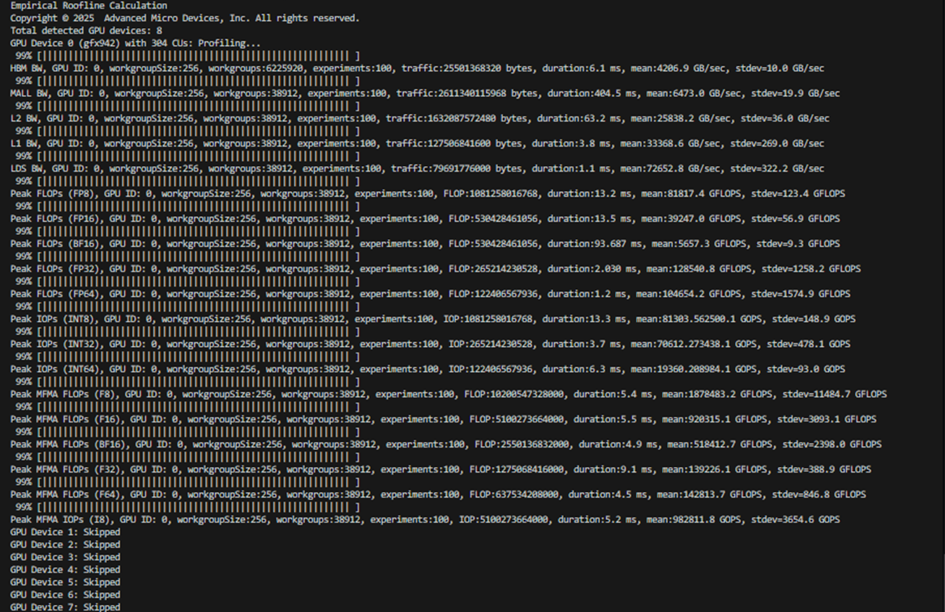 Empirical Roofline Calculation
Copyright © 2025  Advanced Micro Devices, Inc. All rights reserved.
Total detected GPU devices: 8
GPU Device 0 (gfx942) with 304 CUs: Profiling...
99% [|||||||||||||||||||||||||||||||||||||||||||||||||||||||||| ]
HBM BW, GPU ID: 0, workgroupSize:256, workgroups:6225920, experiments:100, traffic:25501368320 bytes, duration:6.1 ms, mean:4206.9 GB/sec, stdev=10.0 GB/sec
99% [|||||||||||||||||||||||||||||||||||||||||||||||||||||||||| ]
MALL BW, GPU ID: 0, workgroupSize:256, workgroups:38912, experiments:100, traffic:2611340115968 bytes, duration:404.5 ms, mean:6473.0 GB/sec, stdev=19.9 GB/sec
99% [|||||||||||||||||||||||||||||||||||||||||||||||||||||||||| ]
L2 BW, GPU ID: 0, workgroupSize:256, workgroups:38912, experiments:100, traffic:1632087572480 bytes, duration:63.2 ms, mean:25838.2 GB/sec, stdev=36.0 GB/sec
99% [|||||||||||||||||||||||||||||||||||||||||||||||||||||||||| ]
L1 BW, GPU ID: 0, workgroupSize:256, workgroups:38912, experiments:100, traffic:127506841600 bytes, duration:3.8 ms, mean:33368.6 GB/sec, stdev=269.0 GB/sec
99% [|||||||||||||||||||||||||||||||||||||||||||||||||||||||||| ]
LDS BW, GPU ID: 0, workgroupSize:256, workgroups:38912, experiments:100, traffic:79691776000 bytes, duration:1.1 ms, mean:72652.8 GB/sec, stdev=322.2 GB/sec
99% [|||||||||||||||||||||||||||||||||||||||||||||||||||||||||| ]
Peak FLOPs (FP8), GPU ID: 0, workgroupSize:256, workgroups:38912, experiments:100, FLOP:1081258016768, duration:13.2 ms, mean:81817.4 GFLOPS, stdev=123.4 GFLOPS
99% [|||||||||||||||||||||||||||||||||||||||||||||||||||||||||| ]
Peak FLOPs (FP16), GPU ID: 0, workgroupSize:256, workgroups:38912, experiments:100, FLOP:530428461056, duration:13.5 ms, mean:39247.0 GFLOPS, stdev=56.9 GFLOPS
99% [|||||||||||||||||||||||||||||||||||||||||||||||||||||||||| ]
Peak FLOPs (BF16), GPU ID: 0, workgroupSize:256, workgroups:38912, experiments:100, FLOP:530428461056, duration:93.687 ms, mean:5657.3 GFLOPS, stdev=9.3 GFLOPS
99% [|||||||||||||||||||||||||||||||||||||||||||||||||||||||||| ]
Peak FLOPs (FP32), GPU ID: 0, workgroupSize:256, workgroups:38912, experiments:100, FLOP:265214230528, duration:2.030 ms, mean:128540.8 GFLOPS, stdev=1258.2 GFLOPS
99% [|||||||||||||||||||||||||||||||||||||||||||||||||||||||||| ]
Peak FLOPs (FP64), GPU ID: 0, workgroupSize:256, workgroups:38912, experiments:100, FLOP:122406567936, duration:1.2 ms, mean:104654.2 GFLOPS, stdev=1574.9 GFLOPS
99% [|||||||||||||||||||||||||||||||||||||||||||||||||||||||||| ]
Peak IOPs (INT8), GPU ID: 0, workgroupSize:256, workgroups:38912, experiments:100, IOP:1081258016768, duration:13.3 ms, mean:81303.562500.1 GOPS, stdev=148.9 GOPS
99% [|||||||||||||||||||||||||||||||||||||||||||||||||||||||||| ]
Peak IOPs (INT32), GPU ID: 0, workgroupSize:256, workgroups:38912, experiments:100, IOP:265214230528, duration:3.7 ms, mean:70612.273438.1 GOPS, stdev=478.1 GOPS
99% [|||||||||||||||||||||||||||||||||||||||||||||||||||||||||| ]
Peak IOPs (INT64), GPU ID: 0, workgroupSize:256, workgroups:38912, experiments:100, IOP:122406567936, duration:6.3 ms, mean:19360.208984.1 GOPS, stdev=93.0 GOPS
99% [|||||||||||||||||||||||||||||||||||||||||||||||||||||||||| ]
Peak MFMA FLOPs (F8), GPU ID: 0, workgroupSize:256, workgroups:38912, experiments:100, FLOP:10200547328000, duration:5.4 ms, mean:1878483.2 GFLOPS, stdev=11484.7 GFLOPS
99% [|||||||||||||||||||||||||||||||||||||||||||||||||||||||||| ]
Peak MFMA FLOPs (F16), GPU ID: 0, workgroupSize:256, workgroups:38912, experiments:100, FLOP:5100273664000, duration:5.5 ms, mean:920315.1 GFLOPS, stdev=3093.1 GFLOPS
99% [|||||||||||||||||||||||||||||||||||||||||||||||||||||||||| ]
Peak MFMA FLOPs (BF16), GPU ID: 0, workgroupSize:256, workgroups:38912, experiments:100, FLOP:2550136832000, duration:4.9 ms, mean:518412.7 GFLOPS, stdev=2398.0 GFLOPS
99% [|||||||||||||||||||||||||||||||||||||||||||||||||||||||||| ]
Peak MFMA FLOPs (F32), GPU ID: 0, workgroupSize:256, workgroups:38912, experiments:100, FLOP:1275068416000, duration:9.1 ms, mean:139226.1 GFLOPS, stdev=388.9 GFLOPS
99% [|||||||||||||||||||||||||||||||||||||||||||||||||||||||||| ]
Peak MFMA FLOPs (F64), GPU ID: 0, workgroupSize:256, workgroups:38912, experiments:100, FLOP:637534208000, duration:4.5 ms, mean:142813.7 GFLOPS, stdev=846.8 GFLOPS
99% [|||||||||||||||||||||||||||||||||||||||||||||||||||||||||| ]
Peak MFMA IOPs (I8), GPU ID: 0, workgroupSize:256, workgroups:38912, experiments:100, IOP:5100273664000, duration:5.2 ms, mean:982811.8 GOPS, stdev=3654.6 GOPS
GPU Device 1: Skipped
GPU Device 2: Skipped
GPU Device 3: Skipped
GPU Device 4: Skipped
GPU Device 5: Skipped
GPU Device 6: Skipped
GPU Device 7: Skipped